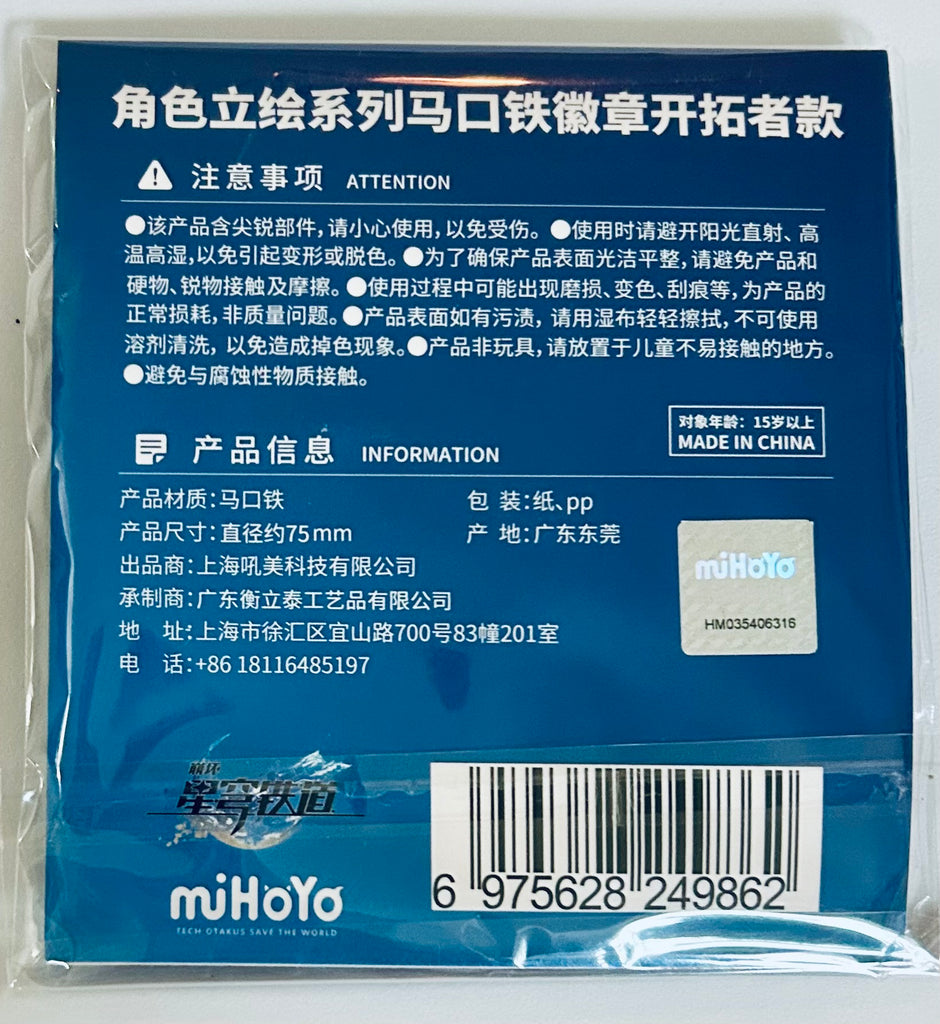 角色立绘系列马口铁徽章开拓者款
注意事项 ATTENTION
●该产品含尖锐部件,请小心使用,以免受伤。●使用时请避开阳光直射、高
温高湿,以免引起变形或脱色。●为了确保产品表面光洁平整,请避免产品和
硬物、锐物接触及摩擦。●使用过程中可能出现磨损、变色、刮痕等,为产品的
正常损耗,非质量问题。●产品表面如有污渍,请用湿布轻轻擦拭,不可使用
溶剂清洗,以免造成掉色现象。●产品非玩具,请放置于儿童不易接触的地方。
●避免与腐蚀性物质接触。
对象年龄:15岁以上
MADE IN CHINA
产品信息 INFORMATION
产品材质:马口铁 包 装:纸、pp
产品尺寸:直径约75mm 产 地:广东东莞
出品商:上海吼美科技有限公司
承制商:广东衡立泰工艺品有限公司
地 址:上海市徐汇区宜山路700号83幢201室
电 话:+86 18116485197
miHoYo
HM035406316
崩坏
星穹铁道
miHoYo
TECH OTAKUS SAVE THE WORLD
6 975628 249862